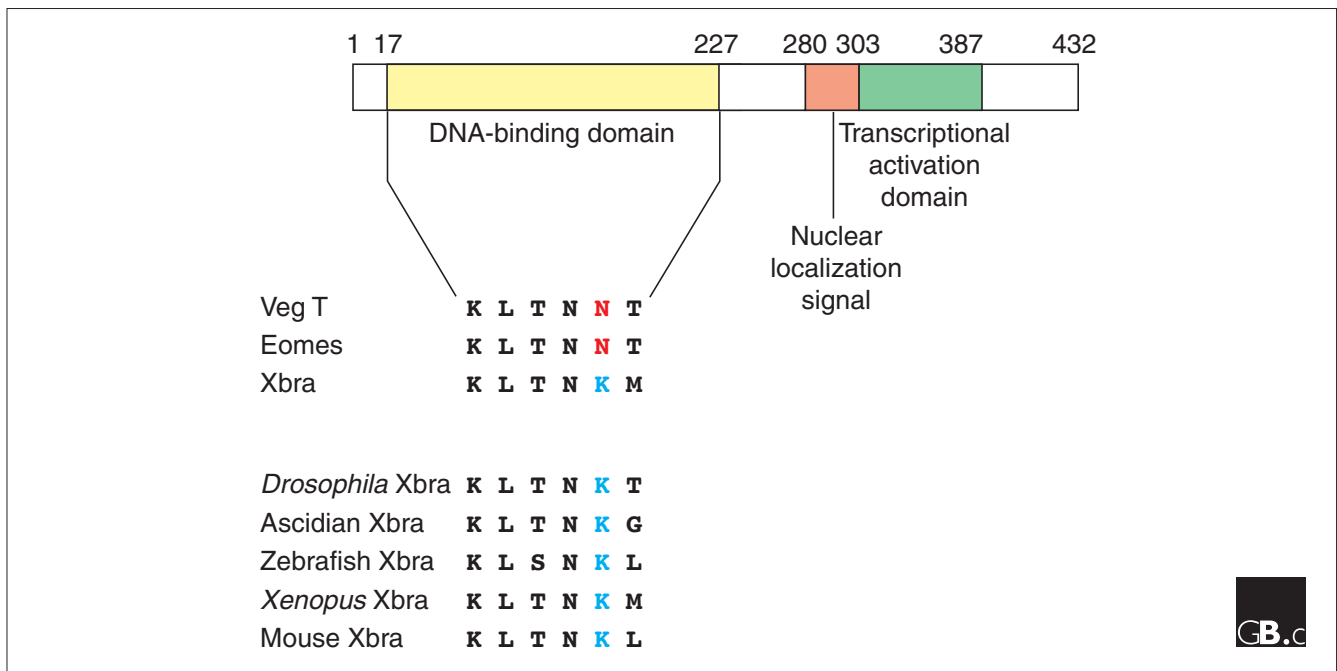 1 17 227 280 303 387 432
DNA-binding domain
Transcriptional
activation
domain
Nuclear
localization
signal
Veg T K L T N N T
Eomes K L T N N T
Xbra K L T N K M
Drosophila Xbra K L T N K T
Ascidian Xbra K L T N K G
Zebrafish Xbra K L S N K L
Xenopus Xbra K L T N K M
Mouse Xbra K L T N K L
GB.c